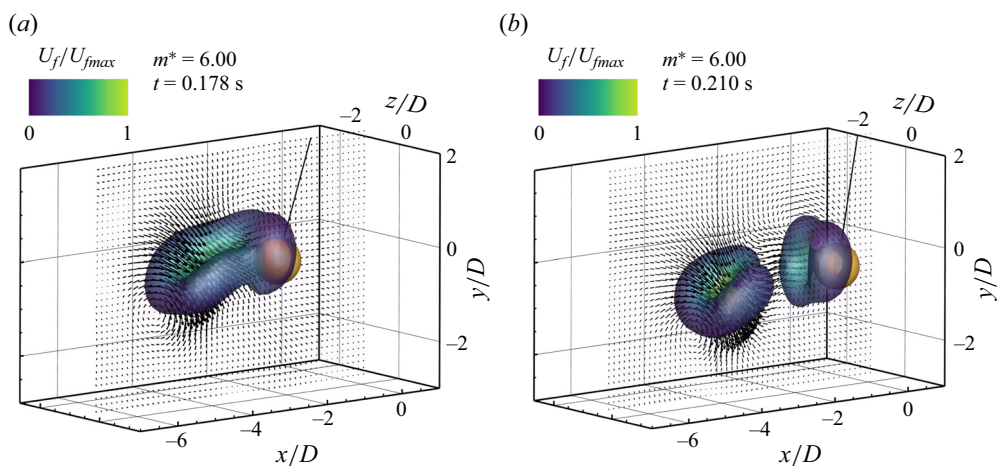 (a)
U_f/U_fmax
m* = 6.00
t = 0.178 s
0 1
z/D
–2
0
2
0
–2
y/D
–6 –4 –2 0
x/D
(b)
U_f/U_fmax
m* = 6.00
t = 0.210 s
0 1
z/D
–2
0
2
0
–2
y/D
–6 –4 –2 0
x/D